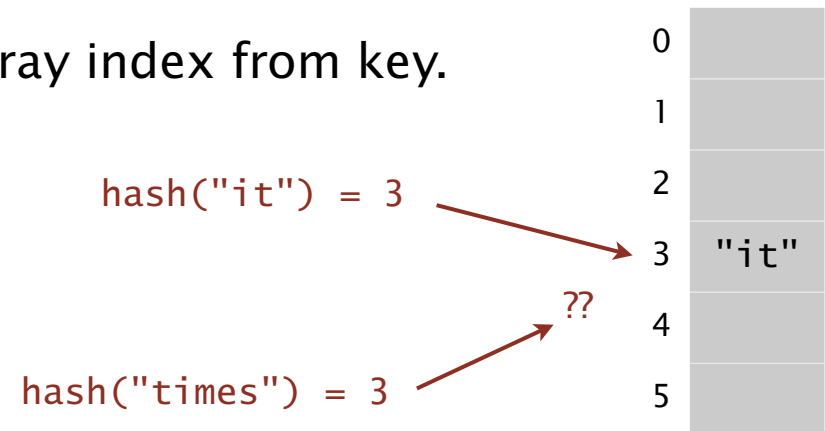 ray index from key.
0
1
2
hash("it") = 3
3 "it"
??
4
hash("times") = 3
5